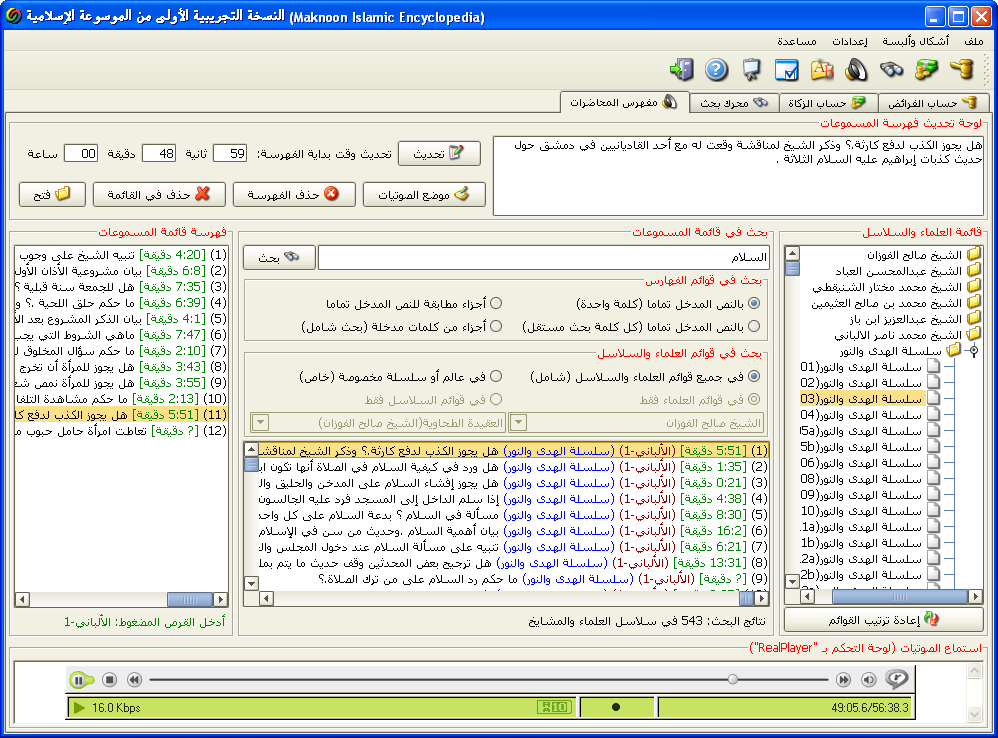 النسخة التجريبية الأولى من الموسوعة الإسلامية (Maknoon Islamic Encyclopedia)
ملف أشكال وألبسة إعدادات مساعدة
حساب الفرائض حساب الزكاة محرك بحث مفهرس المحاضرات
لوحة تحديث فهرسة المسموعات
هل يجوز الكذب لدفع كارثة.؟ وذكر الشيخ لمناقشة وقعت له مع أحد القاديانيين في دمشق حول
حديث كذبات إبراهيم عليه السلام الثلاثة .
تحديث تحديث وقت بداية الفهرسة: 59 ثانية 48 دقيقة 00 ساعة
موضع الصوتيات حذف الفهرسة حذف في القائمة فتح
قائمة العلماء والسلاسل
الشيخ صالح الفوزان
الشيخ عبدالمحسن العباد
الشيخ محمد مختار الشنيقطي
الشيخ محمد بن صالح العثيمين
الشيخ عبدالعزيز ابن باز
الشيخ محمد ناصر الالباني
سلسلة الهدى والنور
سلسلة الهدى والنور(01
سلسلة الهدى والنور(02
سلسلة الهدى والنور(03
سلسلة الهدى والنور(04
سلسلة الهدى والنور(5a
سلسلة الهدى والنور(5b
سلسلة الهدى والنور(06
سلسلة الهدى والنور(08
سلسلة الهدى والنور(09
سلسلة الهدى والنور(10
سلسلة الهدى والنور(1a
سلسلة الهدى والنور(1b
سلسلة الهدى والنور(2a
سلسلة الهدى والنور(2b
إعادة ترتيب القوائم
بحث في قائمة المسموعات
السلام بحث
بحث في قوائم الفهارس
بالنص المدخل تماما (كلمة واحدة) أجزاء مطابقة للنص المدخل تماما
بالنص المدخل تماما (كل كلمة بحث مستقل) أجزاء من كلمات مدخلة (بحث شامل)
بحث في قوائم العلماء والسلاسل
في جميع قوائم العلماء والسلاسل (شامل) في عالم أو سلسلة مخصوصة (خاص)
في قوائم العلماء فقط في قوائم السلاسل فقط
الشيخ صالح الفوزان العقيدة الطحاوية(الشيخ صالح الفوزان)
(1) [5:51 دقيقة] (الألباني-1) (سلسلة الهدى والنور) هل يجوز الكذب لدفع كارثة.؟ وذكر الشيخ لمناقش
(2) [1:35 دقيقة] (الألباني-1) (سلسلة الهدى والنور) هل ورد في كيفية السلام في الصلاة أنها تكون
(3) [0:21 دقيقة] (الألباني-1) (سلسلة الهدى والنور) هل يجوز إفشاء السلام على المدخن والحليق وال
(4) [4:38 دقيقة] (الألباني-1) (سلسلة الهدى والنور) إذا سلم الداخل إلى المسجد فرد عليه الجالسون
(5) [8:30 دقيقة] (الألباني-1) (سلسلة الهدى والنور) مسألة في السلام ؟ بدعة السلام على كل واحد
(6) [16:2 دقيقة] (الألباني-1) (سلسلة الهدى والنور) بيان أهمية السلام .وحديث من سن في الإسلام
(7) [6:21 دقيقة] (الألباني-1) (سلسلة الهدى والنور) تنبيه على مسألة السلام عند دخول المجلس وال
(8) [13:31 دقيقة] (الألباني-1) (سلسلة الهدى والنور) هل ترجيح بعض المحدثين وقف حديث ما يتم بم
(9) [? دقيقة] (الألباني-1) (سلسلة الهدى والنور) ما حكم رد السلام على من ترك الصلاة.؟
نتائج البحث: 543 في سلاسل العلماء والمشايخ
فهرسة قائمة المسموعات
(1) [4:20 دقيقة] تنبيه الشيخ على وجوب
(2) [6:8 دقيقة] بيان مشروعية الأذان الأول
(3) [7:35 دقيقة] هل للجمعة سنة قبلية ؟
(4) [6:39 دقيقة] ما حكم حلق اللحية .؟ و
(5) [4:1 دقيقة] بيان الذكر المشروع بعد الأ
(6) [7:47 دقيقة] ماهي الشروط التي يجب
(7) [2:10 دقيقة] ما حكم سؤال المخلوق ل
(8) [3:43 دقيقة] هل يجوز للمرأة أن تخرج
(9) [3:55 دقيقة] هل يجوز للمرأة نمص شع
(10) [2:13 دقيقة] ما حكم مشاهدة التلفا
(11) [5:51 دقيقة] هل يجوز الكذب لدفع كا
(12) [? دقيقة] تعاطت امرأة حامل حبوب م
أدخل القرص المضغوط: الألباني-1
استماع الصوتيات (لوحة التحكم بـ "RealPlayer")
16.0 Kbps 49:05.6/56:38.3